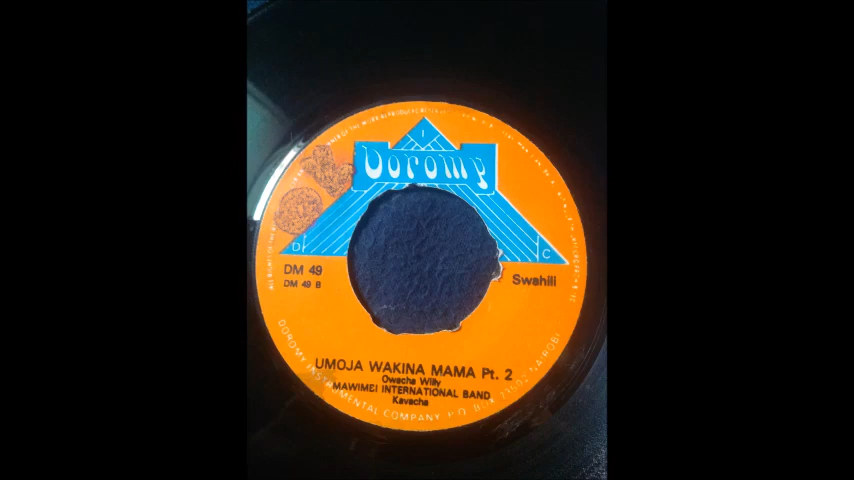 I
Doromy
D
C
DM 49
DM 49 B
Swahili
UMOJA WAKINA MAMA Pt. 2
Owacha Willy
MAWIMEI INTERNATIONAL BAND
Kavacha
DOROMY INSTRUMENTAL COMPANY P.O. BOX NAIROBI